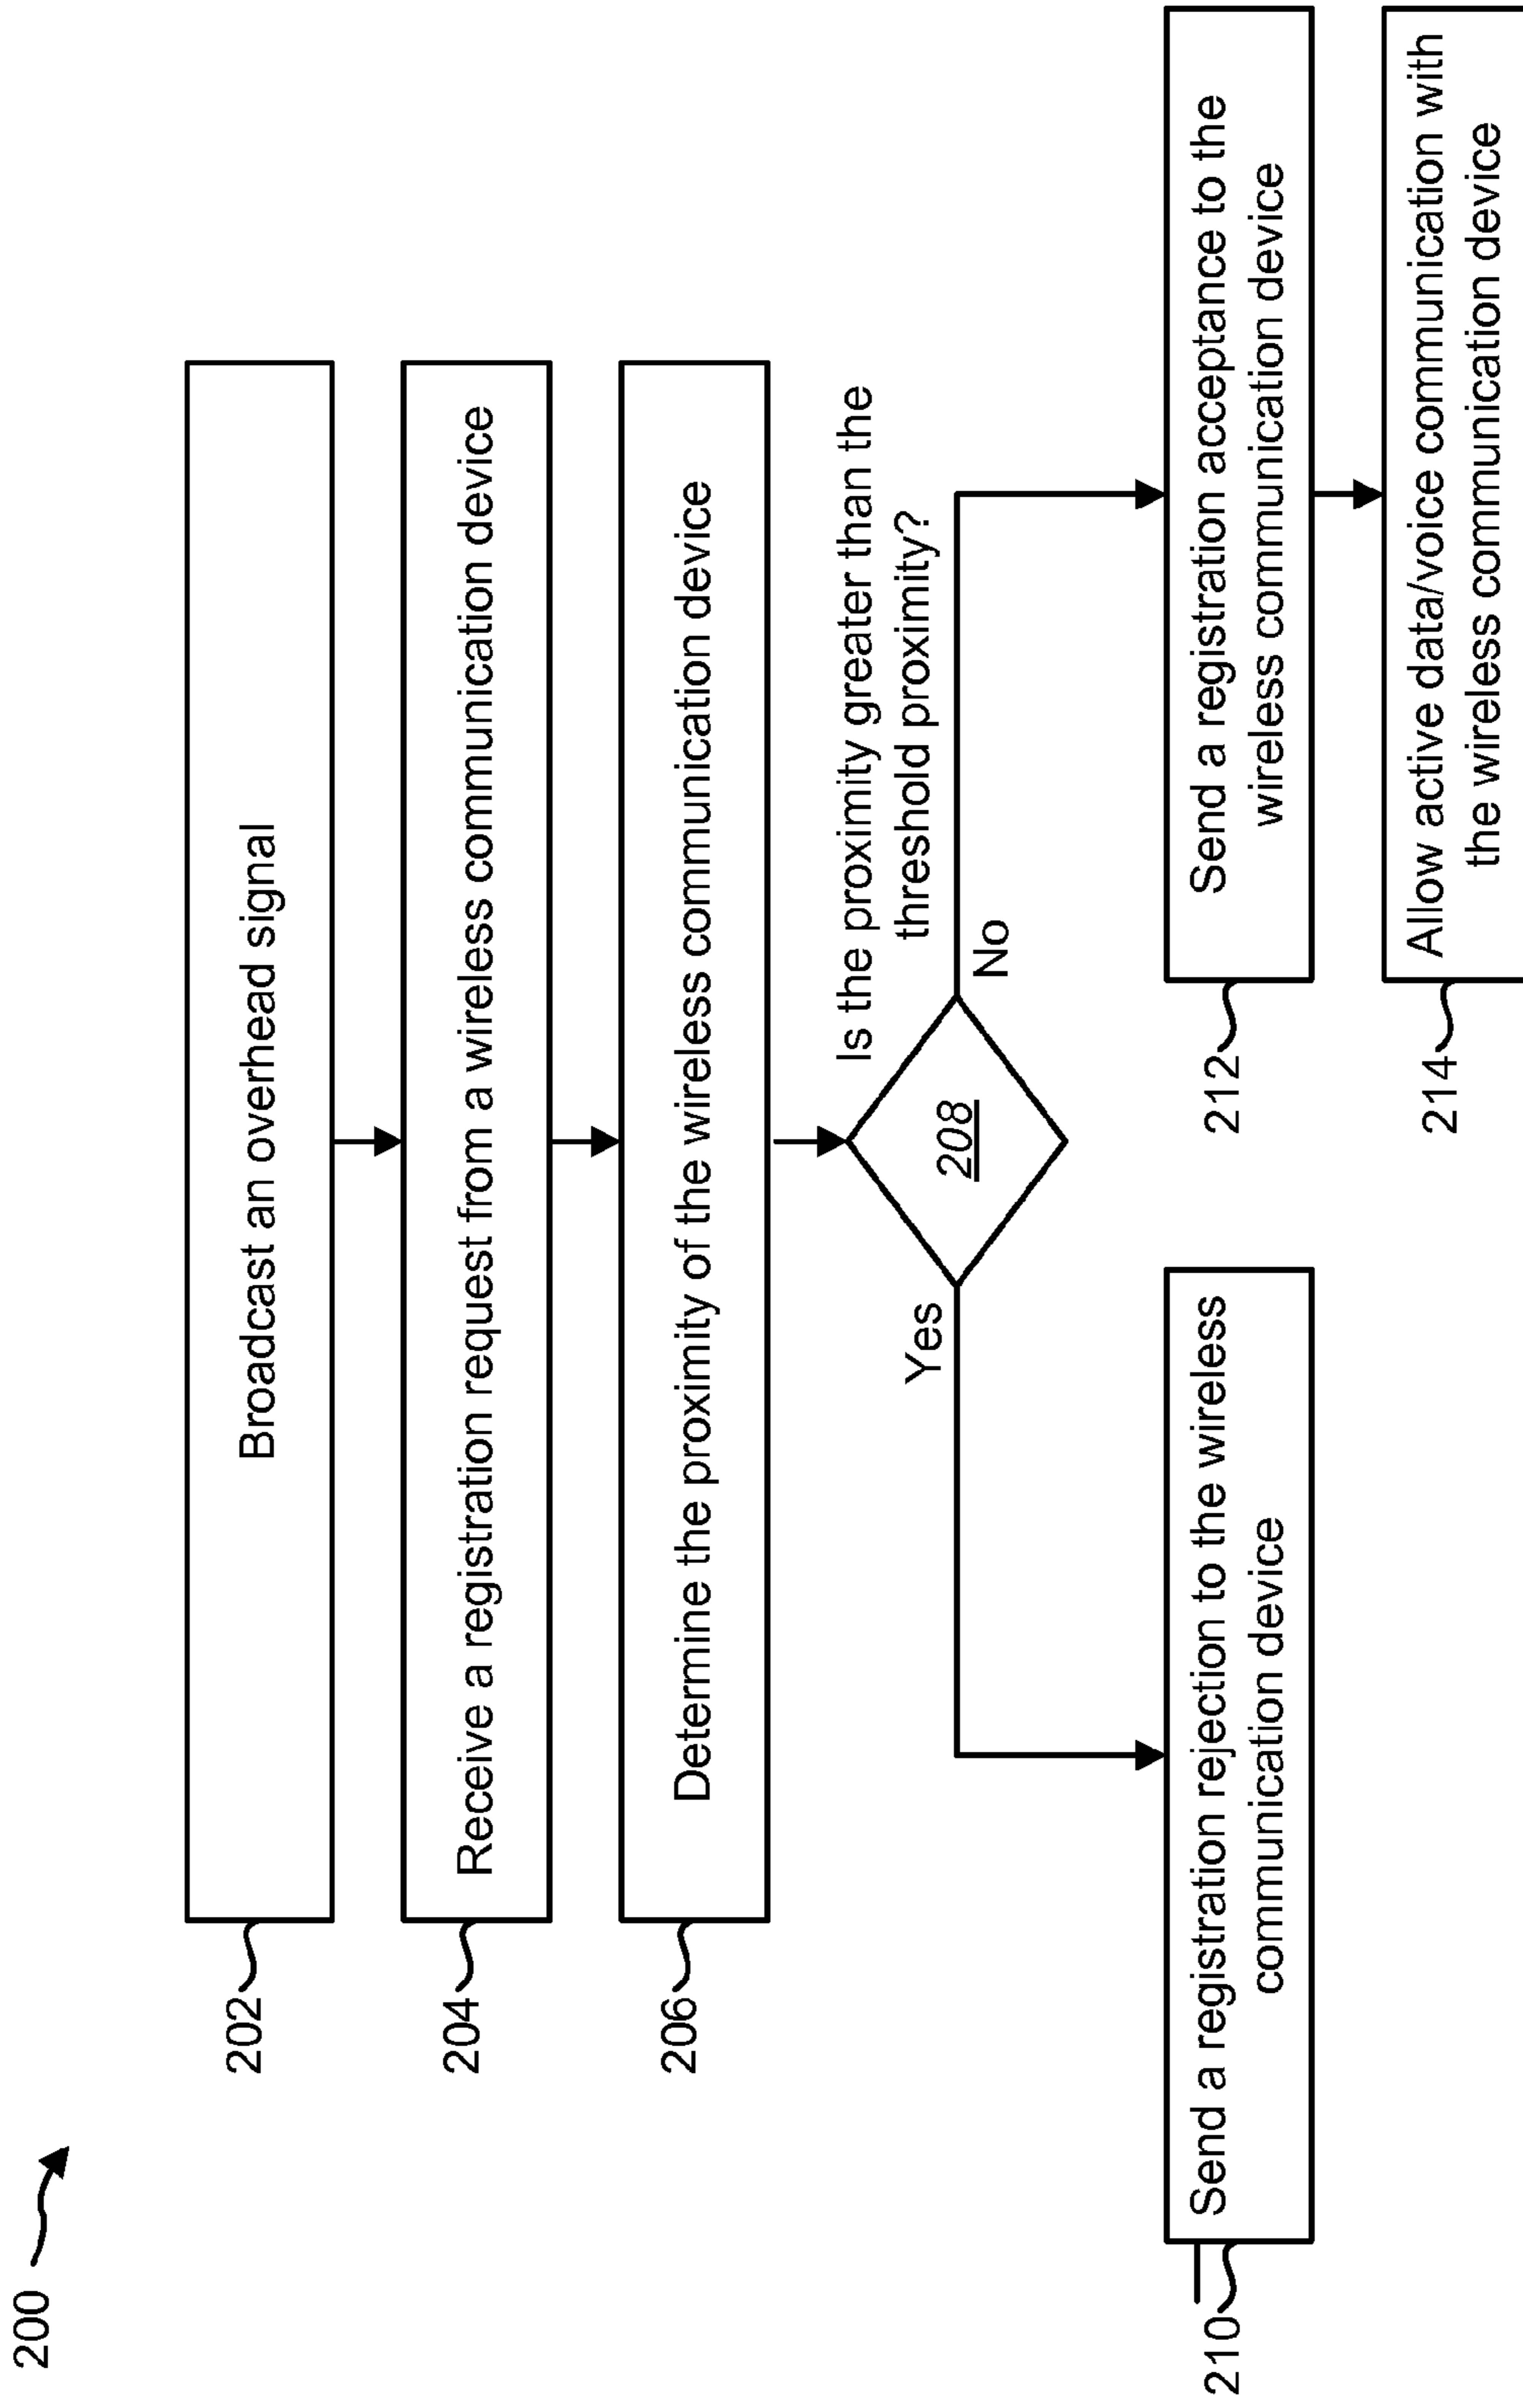 200
202
Broadcast an overhead signal
204
Receive a registration request from a wireless communication device
206
Determine the proximity of the wireless communication device
Is the proximity greater than the
threshold proximity?
208
Yes
No
210
Send a registration rejection to the wireless
communication device
212
Send a registration acceptance to the
wireless communication device
214
Allow active data/voice communication with
the wireless communication device